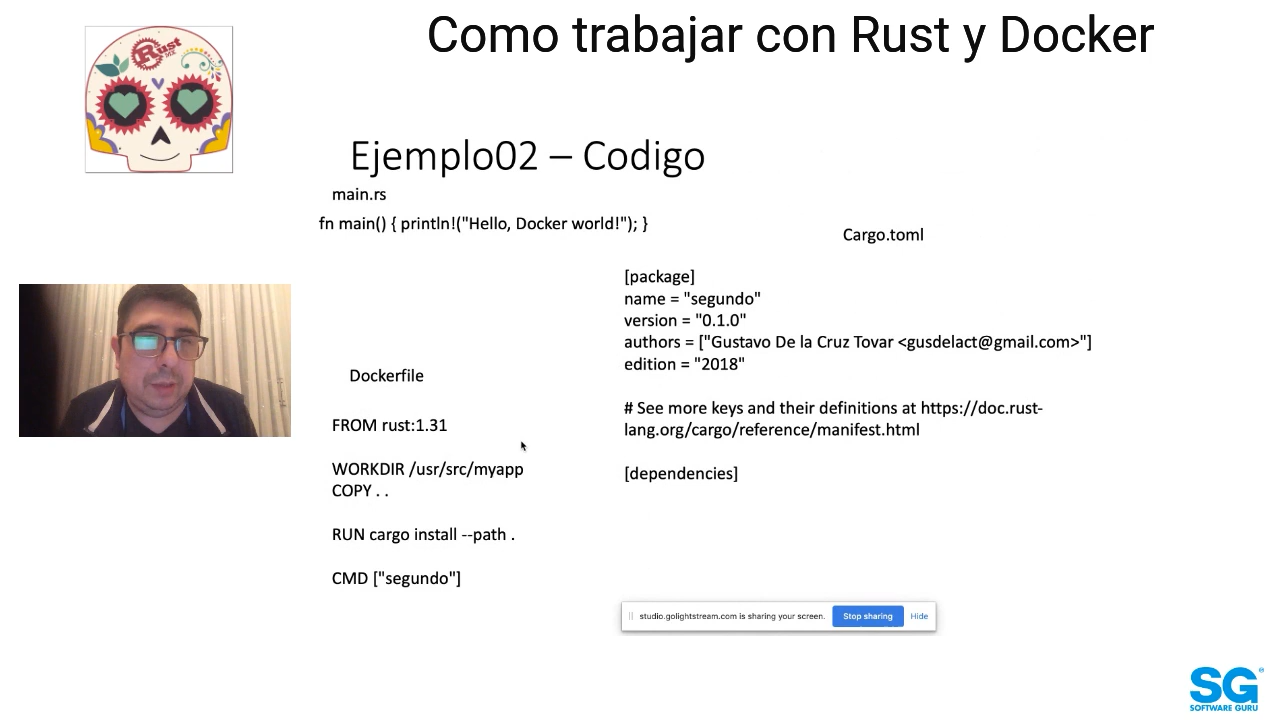 Como trabajar con Rust y Docker
Rust
MX
Ejemplo02 – Codigo
main.rs
fn main() { println!("Hello, Docker world!"); }
Dockerfile
FROM rust:1.31
WORKDIR /usr/src/myapp
COPY . .
RUN cargo install --path .
CMD ["segundo"]
Cargo.toml
[package]
name = "segundo"
version = "0.1.0"
authors = ["Gustavo De la Cruz Tovar <gusdelact@gmail.com>"]
edition = "2018"
# See more keys and their definitions at https://doc.rust-
lang.org/cargo/reference/manifest.html
[dependencies]
studio.golightstream.com is sharing your screen.
Stop sharing
Hide
SG®
SOFTWARE GURU